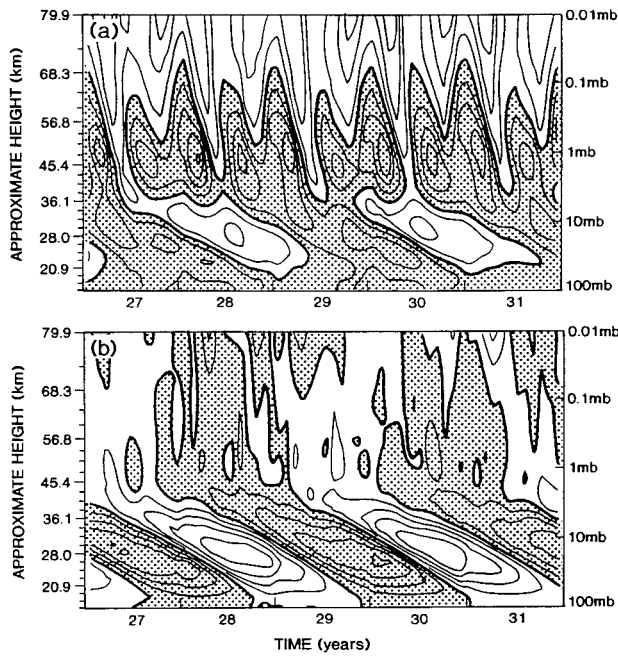 (a)
APPROXIMATE HEIGHT (km)
79.9
68.3
56.8
45.4
36.1
28.0
20.9
0.01mb
0.1mb
1mb
10mb
100mb
27 28 29 30 31
(b)
APPROXIMATE HEIGHT (km)
79.9
68.3
56.8
45.4
36.1
28.0
20.9
0.01mb
0.1mb
1mb
10mb
100mb
27 28 29 30 31
TIME (years)